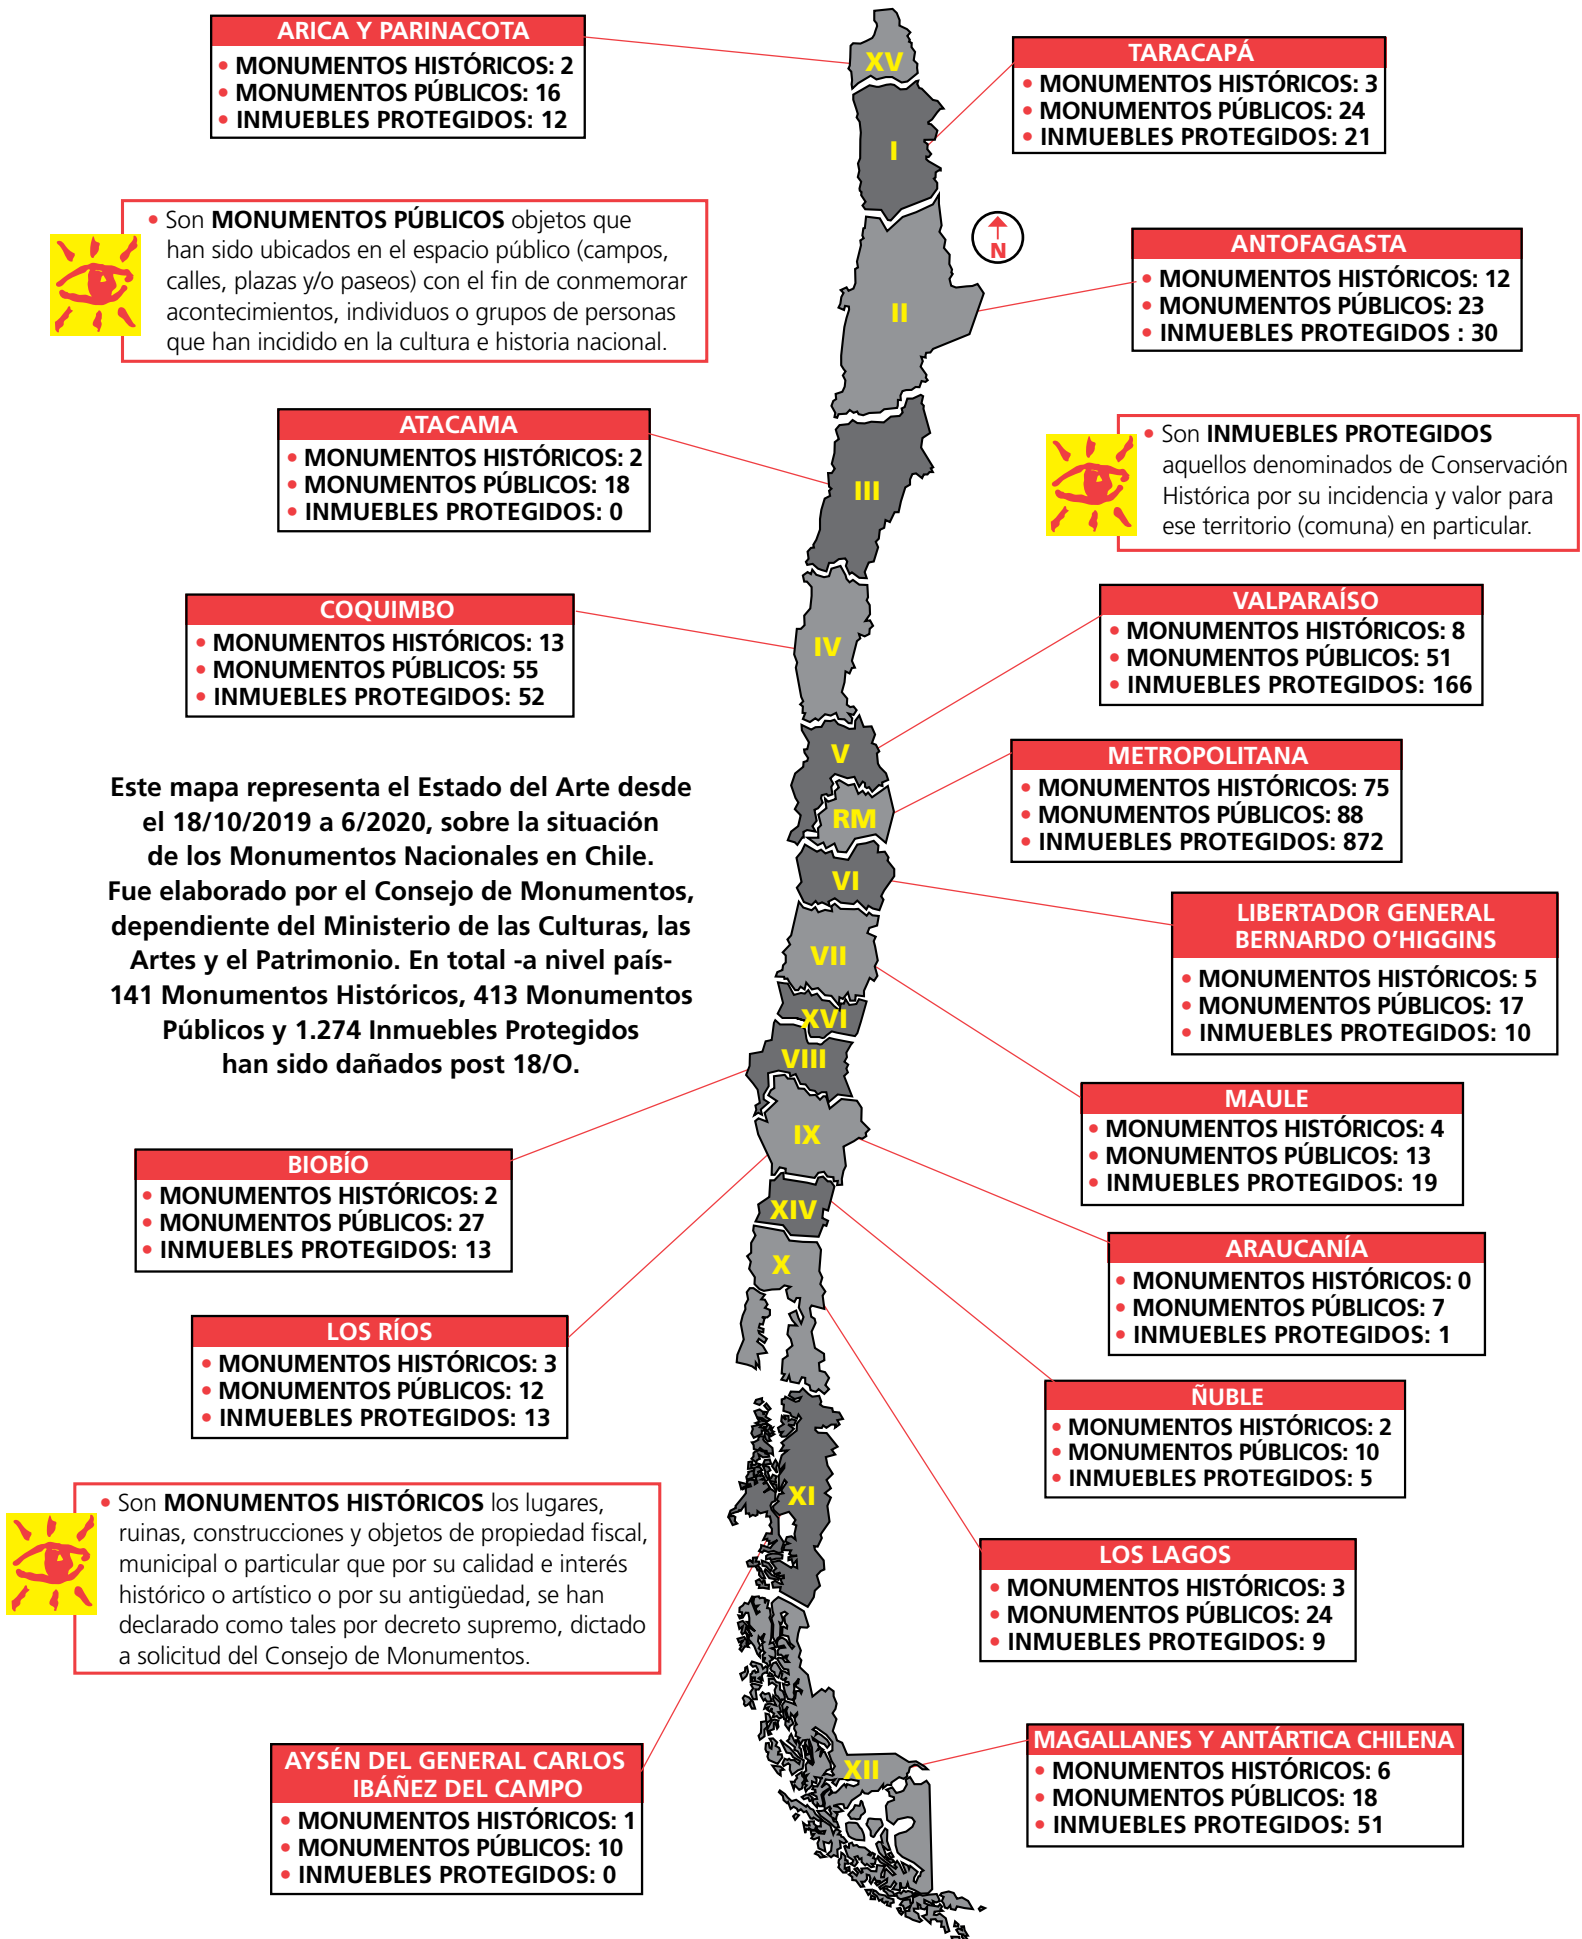 ARICA Y PARINACOTA
• MONUMENTOS HISTÓRICOS: 2
• MONUMENTOS PÚBLICOS: 16
• INMUEBLES PROTEGIDOS: 12
TARACAPÁ
• MONUMENTOS HISTÓRICOS: 3
• MONUMENTOS PÚBLICOS: 24
• INMUEBLES PROTEGIDOS: 21
• Son MONUMENTOS PÚBLICOS objetos que
han sido ubicados en el espacio público (campos,
calles, plazas y/o paseos) con el fin de conmemorar
acontecimientos, individuos o grupos de personas
que han incidido en la cultura e historia nacional.
N
ANTOFAGASTA
• MONUMENTOS HISTÓRICOS: 12
• MONUMENTOS PÚBLICOS: 23
• INMUEBLES PROTEGIDOS : 30
ATACAMA
• MONUMENTOS HISTÓRICOS: 2
• MONUMENTOS PÚBLICOS: 18
• INMUEBLES PROTEGIDOS: 0
• Son INMUEBLES PROTEGIDOS
aquellos denominados de Conservación
Histórica por su incidencia y valor para
ese territorio (comuna) en particular.
COQUIMBO
• MONUMENTOS HISTÓRICOS: 13
• MONUMENTOS PÚBLICOS: 55
• INMUEBLES PROTEGIDOS: 52
VALPARAÍSO
• MONUMENTOS HISTÓRICOS: 8
• MONUMENTOS PÚBLICOS: 51
• INMUEBLES PROTEGIDOS: 166
METROPOLITANA
• MONUMENTOS HISTÓRICOS: 75
• MONUMENTOS PÚBLICOS: 88
• INMUEBLES PROTEGIDOS: 872
Este mapa representa el Estado del Arte desde
el 18/10/2019 a 6/2020, sobre la situación
de los Monumentos Nacionales en Chile.
Fue elaborado por el Consejo de Monumentos,
dependiente del Ministerio de las Culturas, las
Artes y el Patrimonio. En total -a nivel país-
141 Monumentos Históricos, 413 Monumentos
Públicos y 1.274 Inmuebles Protegidos
han sido dañados post 18/O.
LIBERTADOR GENERAL
BERNARDO O'HIGGINS
• MONUMENTOS HISTÓRICOS: 5
• MONUMENTOS PÚBLICOS: 17
• INMUEBLES PROTEGIDOS: 10
MAULE
• MONUMENTOS HISTÓRICOS: 4
• MONUMENTOS PÚBLICOS: 13
• INMUEBLES PROTEGIDOS: 19
BIOBÍO
• MONUMENTOS HISTÓRICOS: 2
• MONUMENTOS PÚBLICOS: 27
• INMUEBLES PROTEGIDOS: 13
ARAUCANÍA
• MONUMENTOS HISTÓRICOS: 0
• MONUMENTOS PÚBLICOS: 7
• INMUEBLES PROTEGIDOS: 1
LOS RÍOS
• MONUMENTOS HISTÓRICOS: 3
• MONUMENTOS PÚBLICOS: 12
• INMUEBLES PROTEGIDOS: 13
ÑUBLE
• MONUMENTOS HISTÓRICOS: 2
• MONUMENTOS PÚBLICOS: 10
• INMUEBLES PROTEGIDOS: 5
• Son MONUMENTOS HISTÓRICOS los lugares,
ruinas, construcciones y objetos de propiedad fiscal,
municipal o particular que por su calidad e interés
histórico o artístico o por su antigüedad, se han
declarado como tales por decreto supremo, dictado
a solicitud del Consejo de Monumentos.
LOS LAGOS
• MONUMENTOS HISTÓRICOS: 3
• MONUMENTOS PÚBLICOS: 24
• INMUEBLES PROTEGIDOS: 9
AYSÉN DEL GENERAL CARLOS
IBÁÑEZ DEL CAMPO
• MONUMENTOS HISTÓRICOS: 1
• MONUMENTOS PÚBLICOS: 10
• INMUEBLES PROTEGIDOS: 0
MAGALLANES Y ANTÁRTICA CHILENA
• MONUMENTOS HISTÓRICOS: 6
• MONUMENTOS PÚBLICOS: 18
• INMUEBLES PROTEGIDOS: 51
XV
I
II
III
IV
V
RM
VI
VII
XVI
VIII
IX
XIV
X
XI
XII